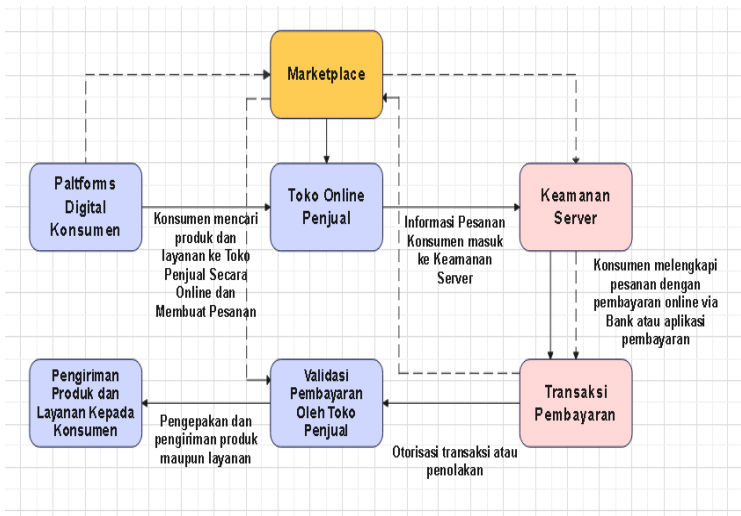 Marketplace
Paltforms
Digital
Konsumen
Konsumen mencari
produk dan
layanan ke Toko
Penjual Secara
Online dan
Membuat Pesanan
Toko Online
Penjual
Informasi Pesanan
Konsumen masuk
ke Keamanan
Server
Keamanan
Server
Konsumen melengkapi
pesanan dengan
pembayaran online via
Bank atau aplikasi
pembayaran
Pengiriman
Produk dan
Layanan Kepada
Konsumen
Pengepakan dan
pengiriman produk
maupun layanan
Validasi
Pembayaran
Oleh Toko
Penjual
Otorisasi transaksi atau
penolakan
Transaksi
Pembayaran